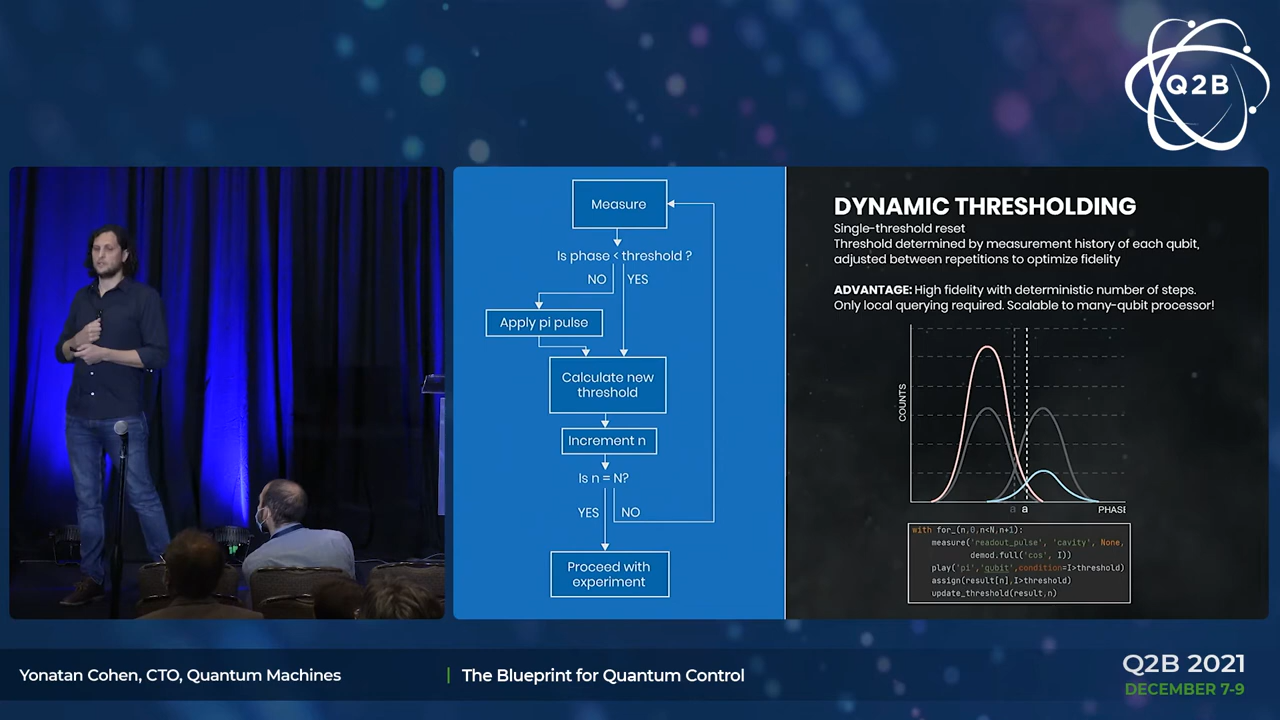 Q2B
Measure
Is phase < threshold ?
NO
YES
Apply pi pulse
Calculate new
threshold
Increment n
Is n = N?
YES
NO
Proceed with
experiment
DYNAMIC THRESHOLDING
Single-threshold reset
Threshold determined by measurement history of each qubit,
adjusted between repetitions to optimize fidelity
ADVANTAGE: High fidelity with deterministic number of steps.
Only local querying required. Scalable to many-qubit processor!
COUNTS
a a
PHASE
with for_(n,0,n<N,n+1):
measure('readout_pulse', 'cavity', None,
demod.full('cos', I))
play('pi','qubit',condition=I>threshold)
assign(result[n],I>threshold)
update_threshold(result,n)
Yonatan Cohen, CTO, Quantum Machines
The Blueprint for Quantum Control
Q2B 2021
DECEMBER 7-9